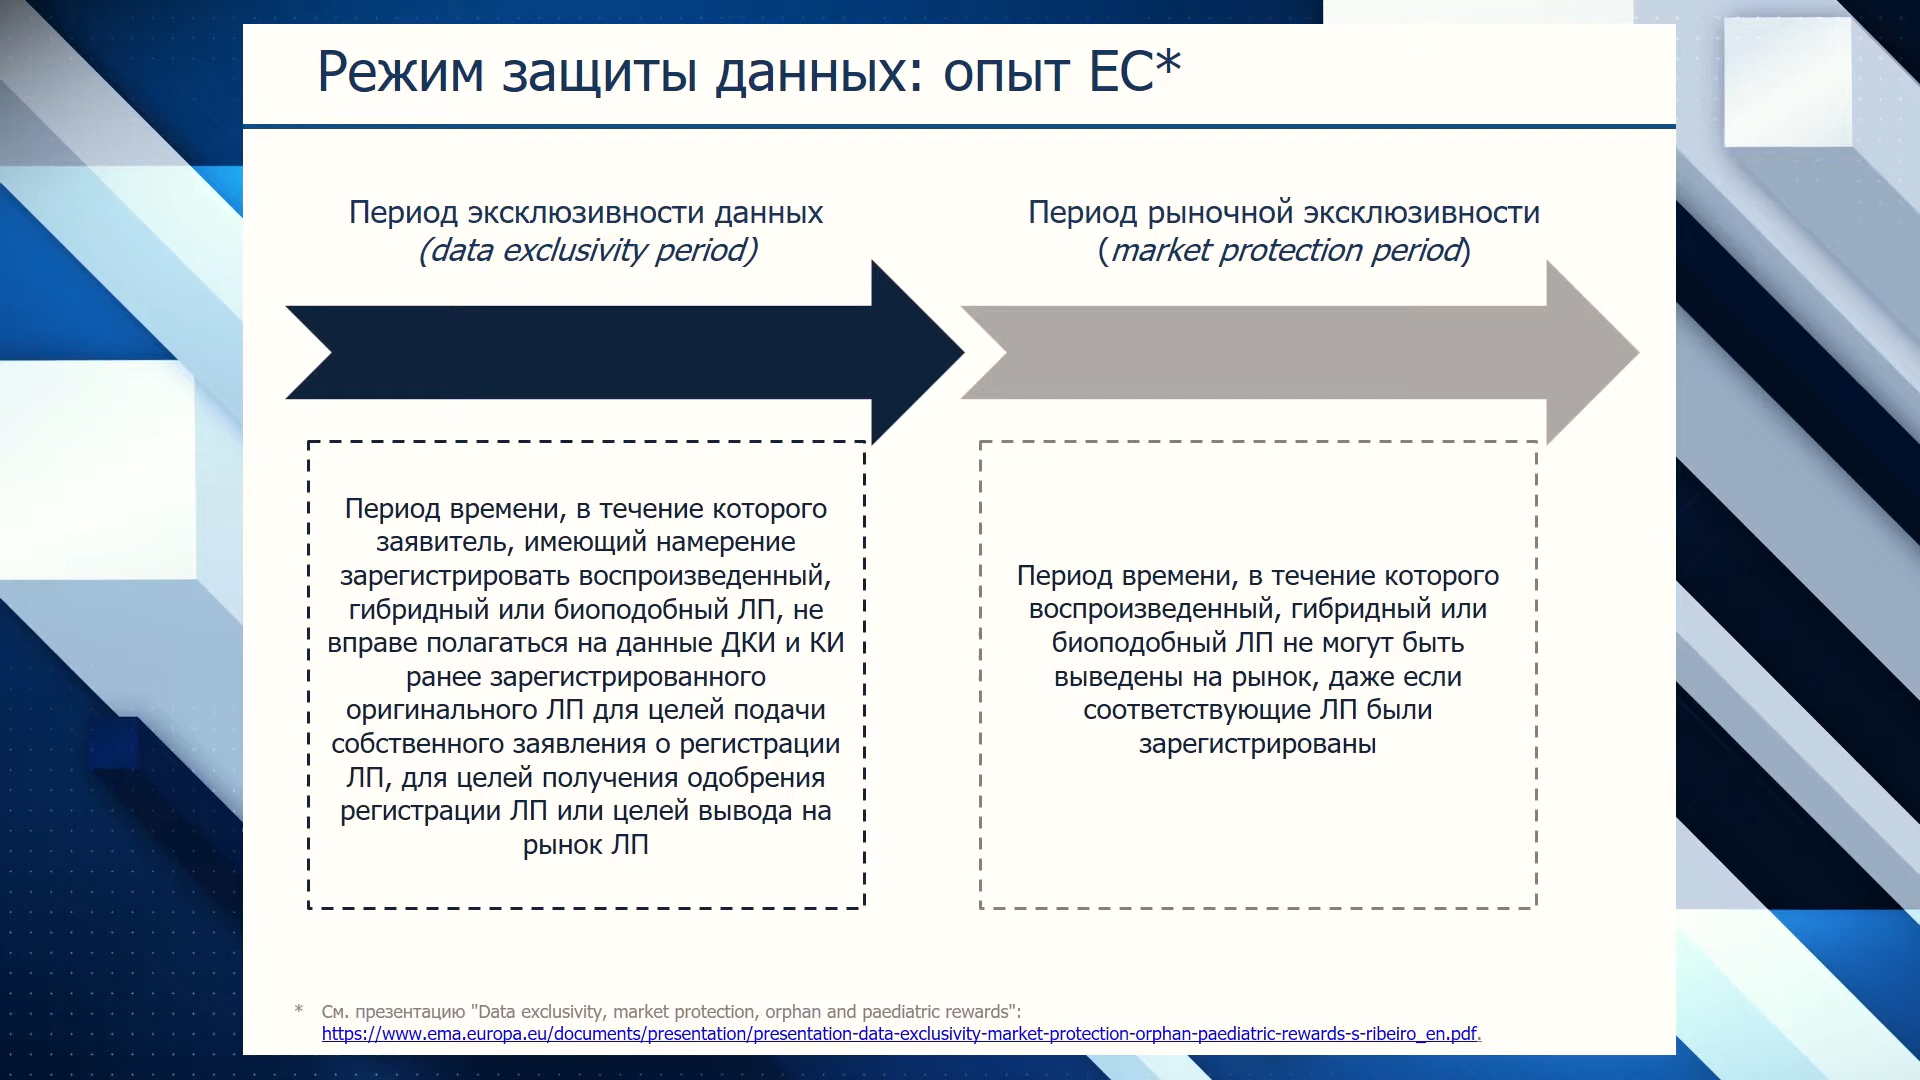 Режим защиты данных: опыт ЕС*
Период эксклюзивности данных
(data exclusivity period)
Период рыночной эксклюзивности
(market protection period)
Период времени, в течение которого
заявитель, имеющий намерение
зарегистрировать воспроизведенный,
гибридный или биоподобный ЛП, не
вправе полагаться на данные ДКИ и КИ
ранее зарегистрированного
оригинального ЛП для целей подачи
собственного заявления о регистрации
ЛП, для целей получения одобрения
регистрации ЛП или целей вывода на
рынок ЛП
Период времени, в течение которого
воспроизведенный, гибридный или
биоподобный ЛП не могут быть
выведены на рынок, даже если
соответствующие ЛП были
зарегистрированы
* См. презентацию "Data exclusivity, market protection, orphan and paediatric rewards":
https://www.ema.europa.eu/documents/presentation/presentation-data-exclusivity-market-protection-orphan-paediatric-rewards-s-ribeiro_en.pdf.